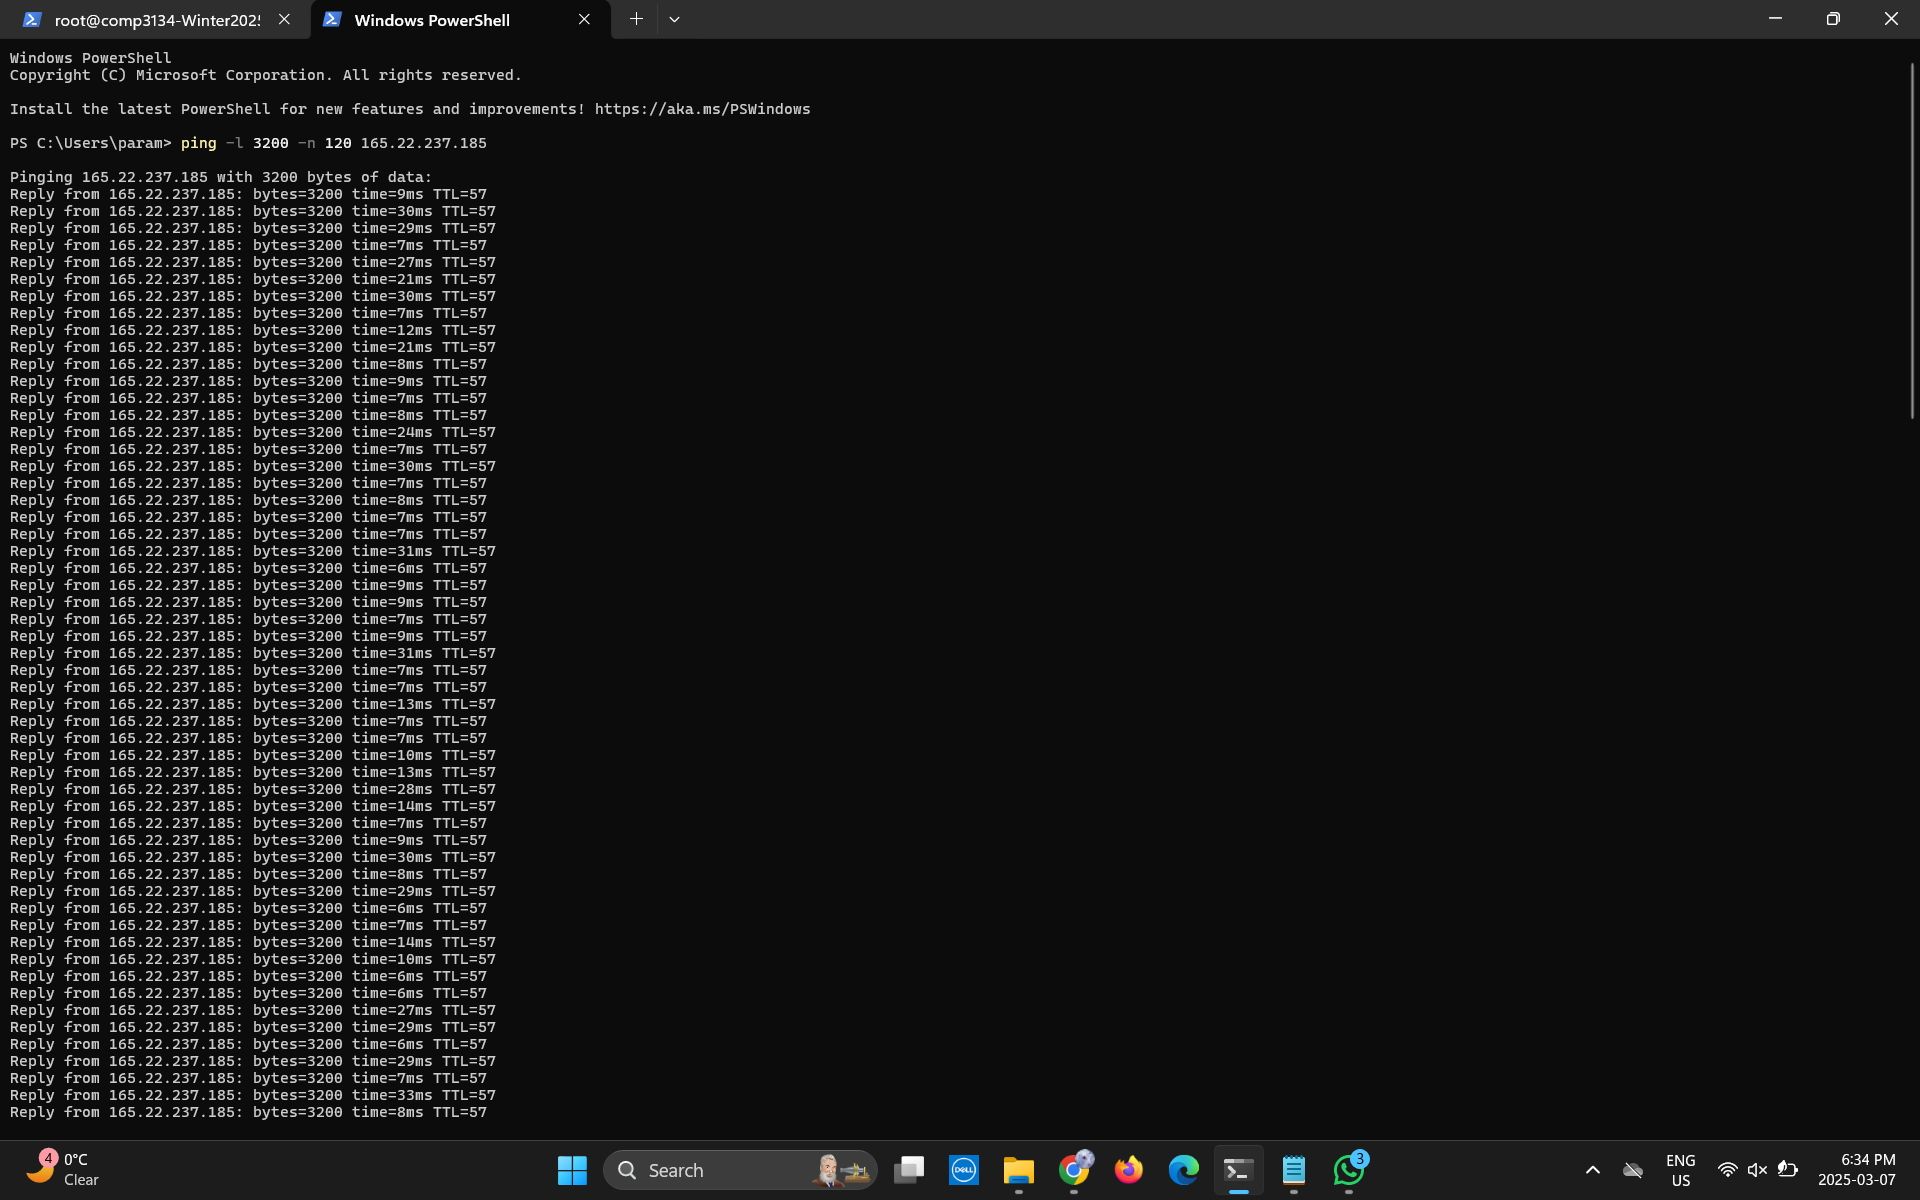 root@comp3134-Winter202
Windows PowerShell
Windows PowerShell
Copyright (C) Microsoft Corporation. All rights reserved.
Install the latest PowerShell for new features and improvements! https://aka.ms/PSWindows
PS C:\Users\param> ping -l 3200 -n 120 165.22.237.185
Pinging 165.22.237.185 with 3200 bytes of data:
Reply from 165.22.237.185: bytes=3200 time=9ms TTL=57
Reply from 165.22.237.185: bytes=3200 time=30ms TTL=57
Reply from 165.22.237.185: bytes=3200 time=29ms TTL=57
Reply from 165.22.237.185: bytes=3200 time=7ms TTL=57
Reply from 165.22.237.185: bytes=3200 time=27ms TTL=57
Reply from 165.22.237.185: bytes=3200 time=21ms TTL=57
Reply from 165.22.237.185: bytes=3200 time=30ms TTL=57
Reply from 165.22.237.185: bytes=3200 time=7ms TTL=57
Reply from 165.22.237.185: bytes=3200 time=12ms TTL=57
Reply from 165.22.237.185: bytes=3200 time=21ms TTL=57
Reply from 165.22.237.185: bytes=3200 time=8ms TTL=57
Reply from 165.22.237.185: bytes=3200 time=9ms TTL=57
Reply from 165.22.237.185: bytes=3200 time=7ms TTL=57
Reply from 165.22.237.185: bytes=3200 time=8ms TTL=57
Reply from 165.22.237.185: bytes=3200 time=24ms TTL=57
Reply from 165.22.237.185: bytes=3200 time=7ms TTL=57
Reply from 165.22.237.185: bytes=3200 time=30ms TTL=57
Reply from 165.22.237.185: bytes=3200 time=7ms TTL=57
Reply from 165.22.237.185: bytes=3200 time=8ms TTL=57
Reply from 165.22.237.185: bytes=3200 time=7ms TTL=57
Reply from 165.22.237.185: bytes=3200 time=7ms TTL=57
Reply from 165.22.237.185: bytes=3200 time=31ms TTL=57
Reply from 165.22.237.185: bytes=3200 time=6ms TTL=57
Reply from 165.22.237.185: bytes=3200 time=9ms TTL=57
Reply from 165.22.237.185: bytes=3200 time=9ms TTL=57
Reply from 165.22.237.185: bytes=3200 time=7ms TTL=57
Reply from 165.22.237.185: bytes=3200 time=9ms TTL=57
Reply from 165.22.237.185: bytes=3200 time=31ms TTL=57
Reply from 165.22.237.185: bytes=3200 time=7ms TTL=57
Reply from 165.22.237.185: bytes=3200 time=7ms TTL=57
Reply from 165.22.237.185: bytes=3200 time=13ms TTL=57
Reply from 165.22.237.185: bytes=3200 time=7ms TTL=57
Reply from 165.22.237.185: bytes=3200 time=7ms TTL=57
Reply from 165.22.237.185: bytes=3200 time=10ms TTL=57
Reply from 165.22.237.185: bytes=3200 time=13ms TTL=57
Reply from 165.22.237.185: bytes=3200 time=28ms TTL=57
Reply from 165.22.237.185: bytes=3200 time=14ms TTL=57
Reply from 165.22.237.185: bytes=3200 time=7ms TTL=57
Reply from 165.22.237.185: bytes=3200 time=9ms TTL=57
Reply from 165.22.237.185: bytes=3200 time=30ms TTL=57
Reply from 165.22.237.185: bytes=3200 time=8ms TTL=57
Reply from 165.22.237.185: bytes=3200 time=29ms TTL=57
Reply from 165.22.237.185: bytes=3200 time=6ms TTL=57
Reply from 165.22.237.185: bytes=3200 time=7ms TTL=57
Reply from 165.22.237.185: bytes=3200 time=14ms TTL=57
Reply from 165.22.237.185: bytes=3200 time=10ms TTL=57
Reply from 165.22.237.185: bytes=3200 time=6ms TTL=57
Reply from 165.22.237.185: bytes=3200 time=6ms TTL=57
Reply from 165.22.237.185: bytes=3200 time=27ms TTL=57
Reply from 165.22.237.185: bytes=3200 time=29ms TTL=57
Reply from 165.22.237.185: bytes=3200 time=6ms TTL=57
Reply from 165.22.237.185: bytes=3200 time=29ms TTL=57
Reply from 165.22.237.185: bytes=3200 time=7ms TTL=57
Reply from 165.22.237.185: bytes=3200 time=33ms TTL=57
Reply from 165.22.237.185: bytes=3200 time=8ms TTL=57
4
0°C
Clear
Search
DELL
3
ENG
US
6:34 PM
2025-03-07